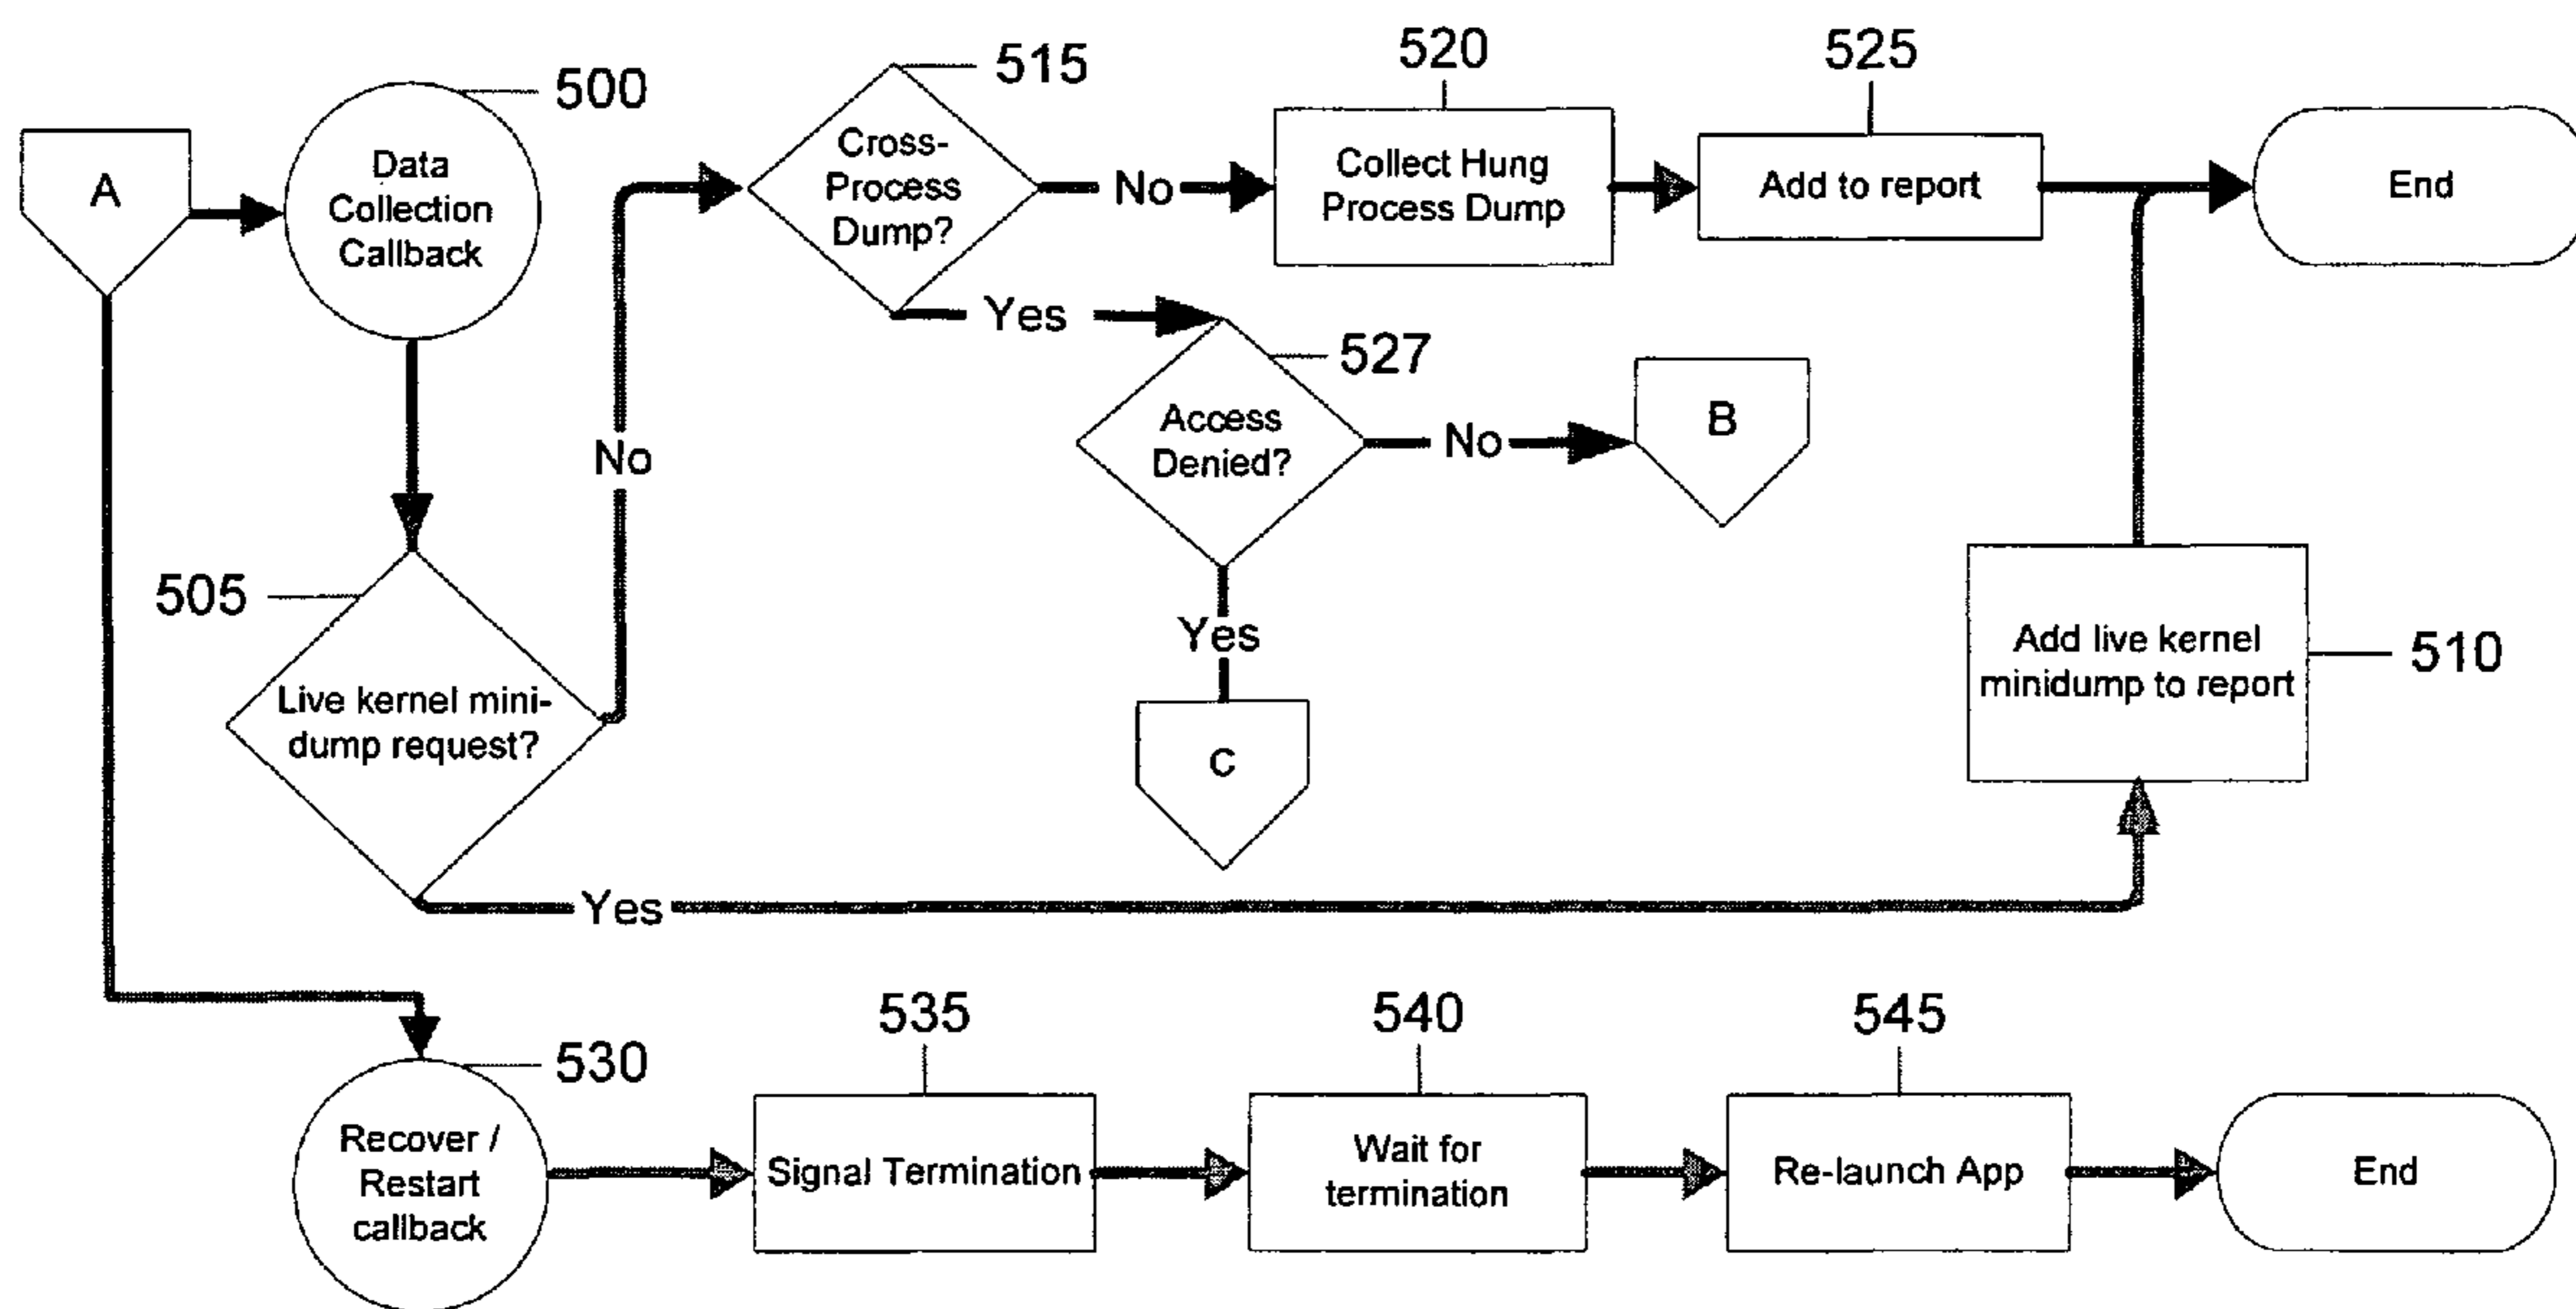 A
Data
Collection
Callback
500
505
Live kernel mini-
dump request?
No
Yes
515
Cross-
Process
Dump?
No
Yes
520
Collect Hung
Process Dump
525
Add to report
End
527
Access
Denied?
No
B
Yes
C
Add live kernel
minidump to report
510
530
Recover /
Restart
callback
535
Signal Termination
540
Wait for
termination
545
Re-launch App
End